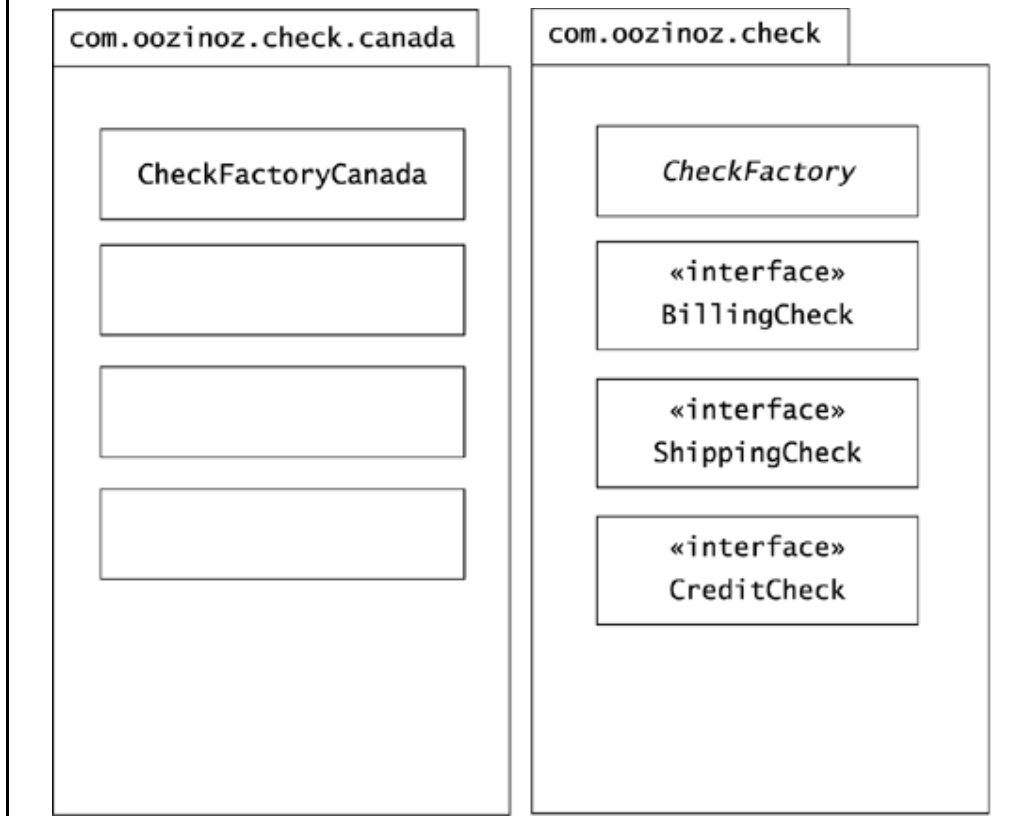 com.oozinoz.check.canada
CheckFactoryCanada
com.oozinoz.check
CheckFactory
«interface»
BillingCheck
«interface»
ShippingCheck
«interface»
CreditCheck